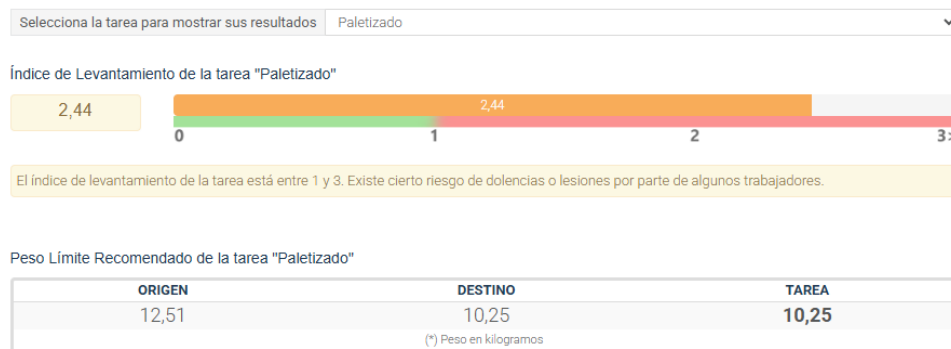 Selecciona la tarea para mostrar sus resultados Paletizado
Índice de Levantamiento de la tarea "Paletizado"
2,44 2,44
0 1 2 3
El índice de levantamiento de la tarea está entre 1 y 3. Existe cierto riesgo de dolencias o lesiones por parte de algunos trabajadores.
Peso Límite Recomendado de la tarea "Paletizado"
ORIGEN DESTINO TAREA
12,51 10,25 10,25
(*) Peso en kilogramos